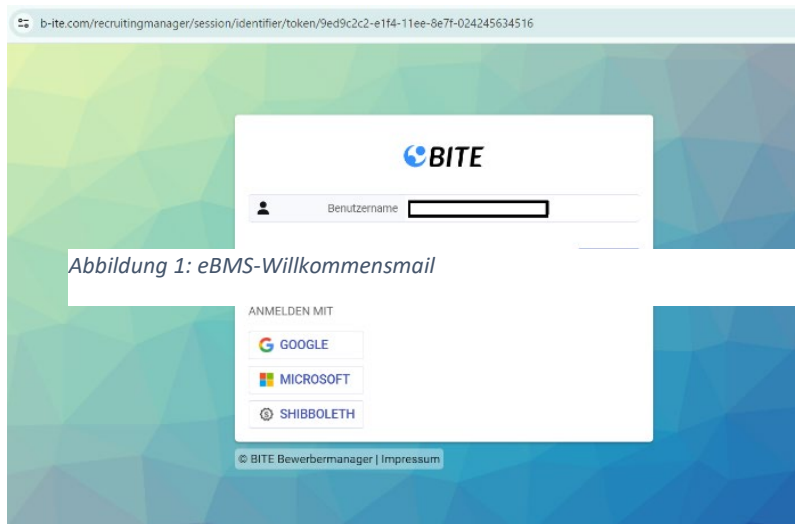 b-ite.com/recruitingmanager/session/identifier/token/9ed9c2c2-e1f4-11ee-8e7f-024245634516
BITE
Benutzername
Abbildung 1: eBMS-Willkommensmail
ANMELDEN MIT
GOOGLE
MICROSOFT
SHIBBOLETH
© BITE Bewerbermanager | Impressum